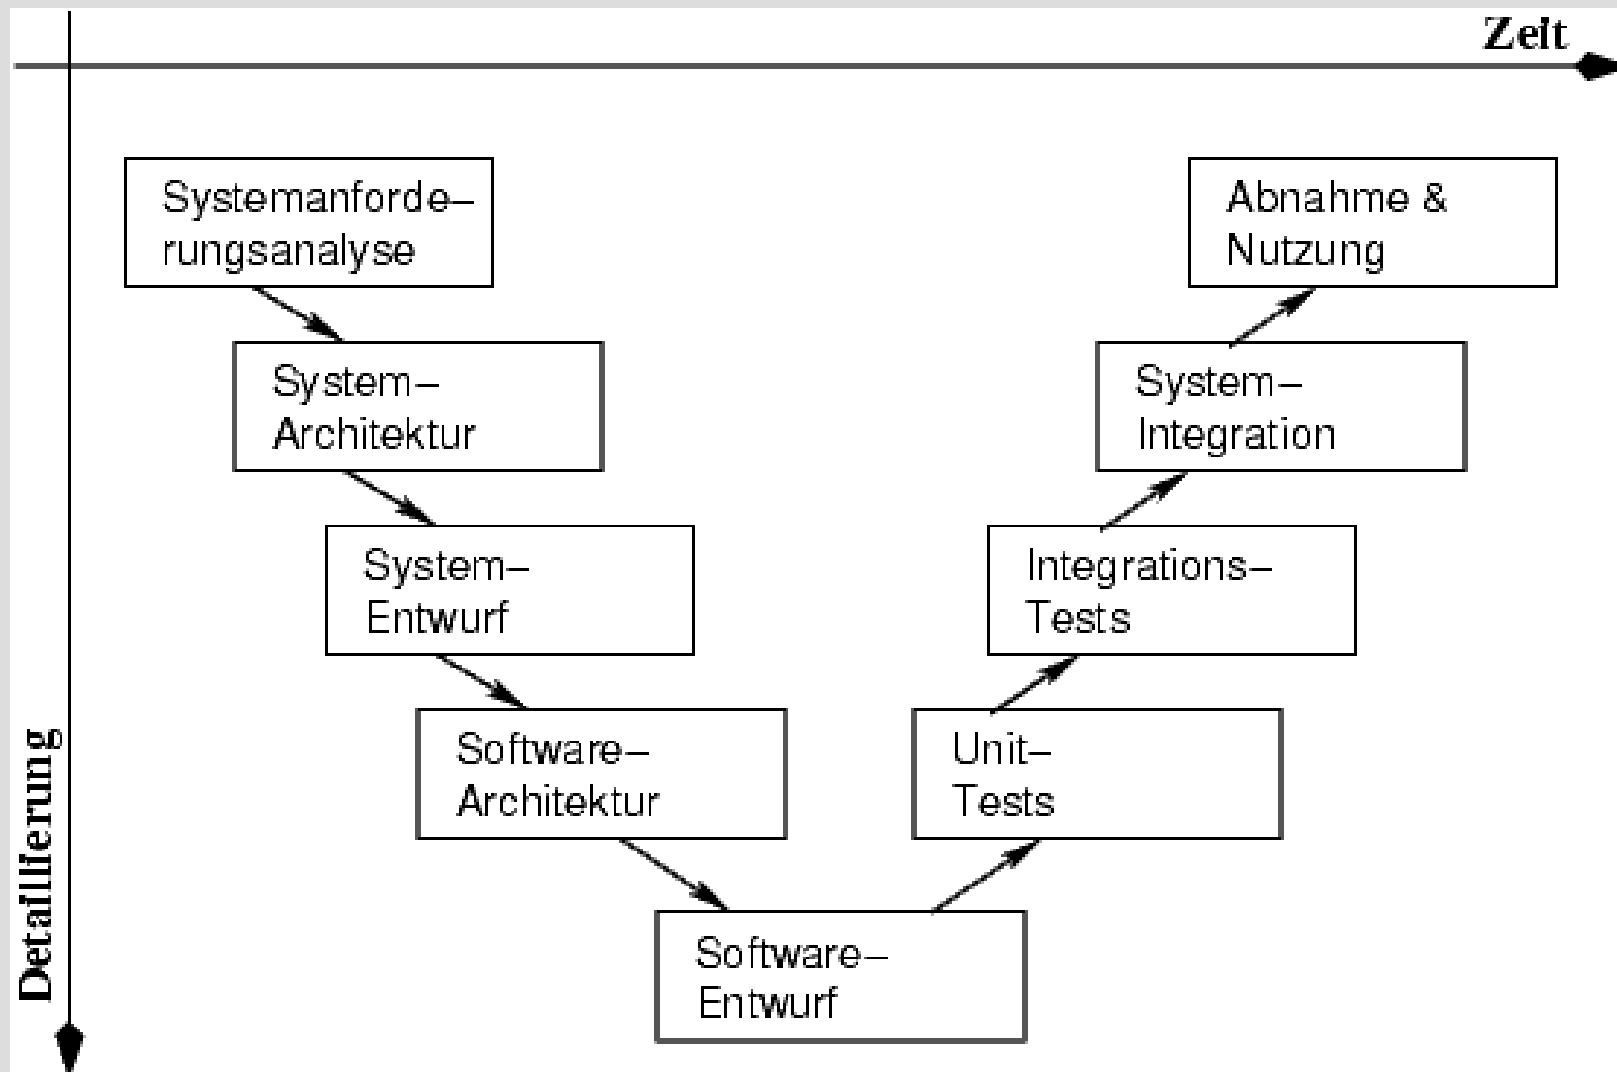 Zeit
Systemanforde–
rungsanalyse
Abnahme &
Nutzung
System–
Architektur
System–
Integration
System–
Entwurf
Integrations–
Tests
Software–
Architektur
Unit–
Tests
Software–
Entwurf
Detaillierung